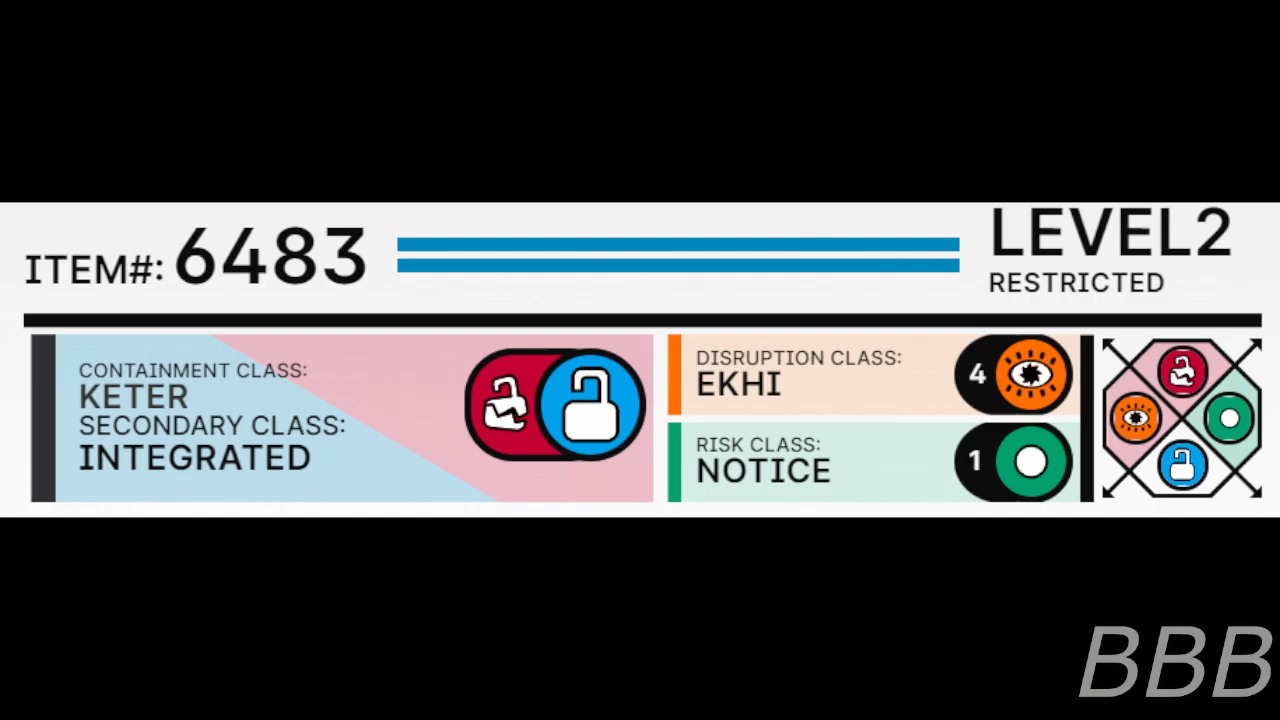 ITEM#: 6483
LEVEL2
RESTRICTED
CONTAINMENT CLASS:
KETER
SECONDARY CLASS:
INTEGRATED
DISRUPTION CLASS:
EKHI
4
RISK CLASS:
NOTICE
1
BBB